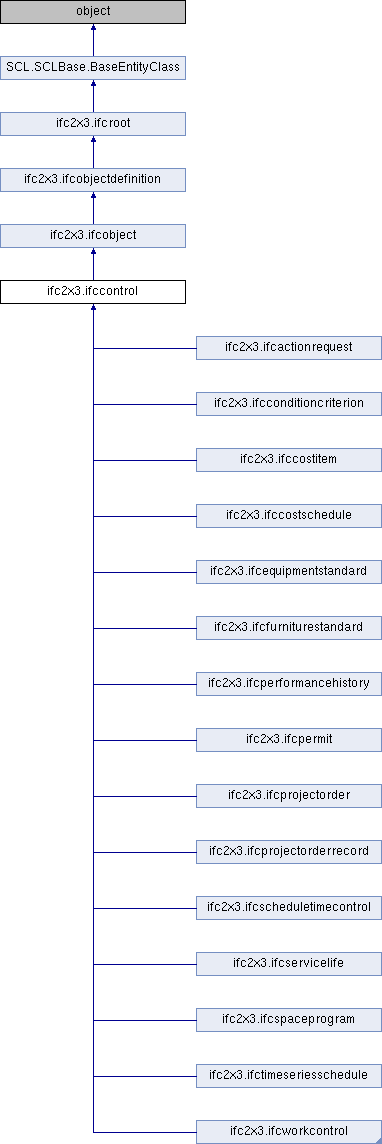 object
SCL.SCLBase.BaseEntityClass
ifc2x3.ifcroot
ifc2x3.ifcobjectdefinition
ifc2x3.ifcobject
ifc2x3.ifccontrol
ifc2x3.ifcactionrequest
ifc2x3.ifcconditioncriterion
ifc2x3.ifccostitem
ifc2x3.ifccostschedule
ifc2x3.ifcequipmentstandard
ifc2x3.ifcfurniturestandard
ifc2x3.ifcperformancehistory
ifc2x3.ifcpermit
ifc2x3.ifcprojectorder
ifc2x3.ifcprojectorderrecord
ifc2x3.ifcscheduletimecontrol
ifc2x3.ifcservicelife
ifc2x3.ifcspaceprogram
ifc2x3.ifctimeseriesschedule
ifc2x3.ifcworkcontrol